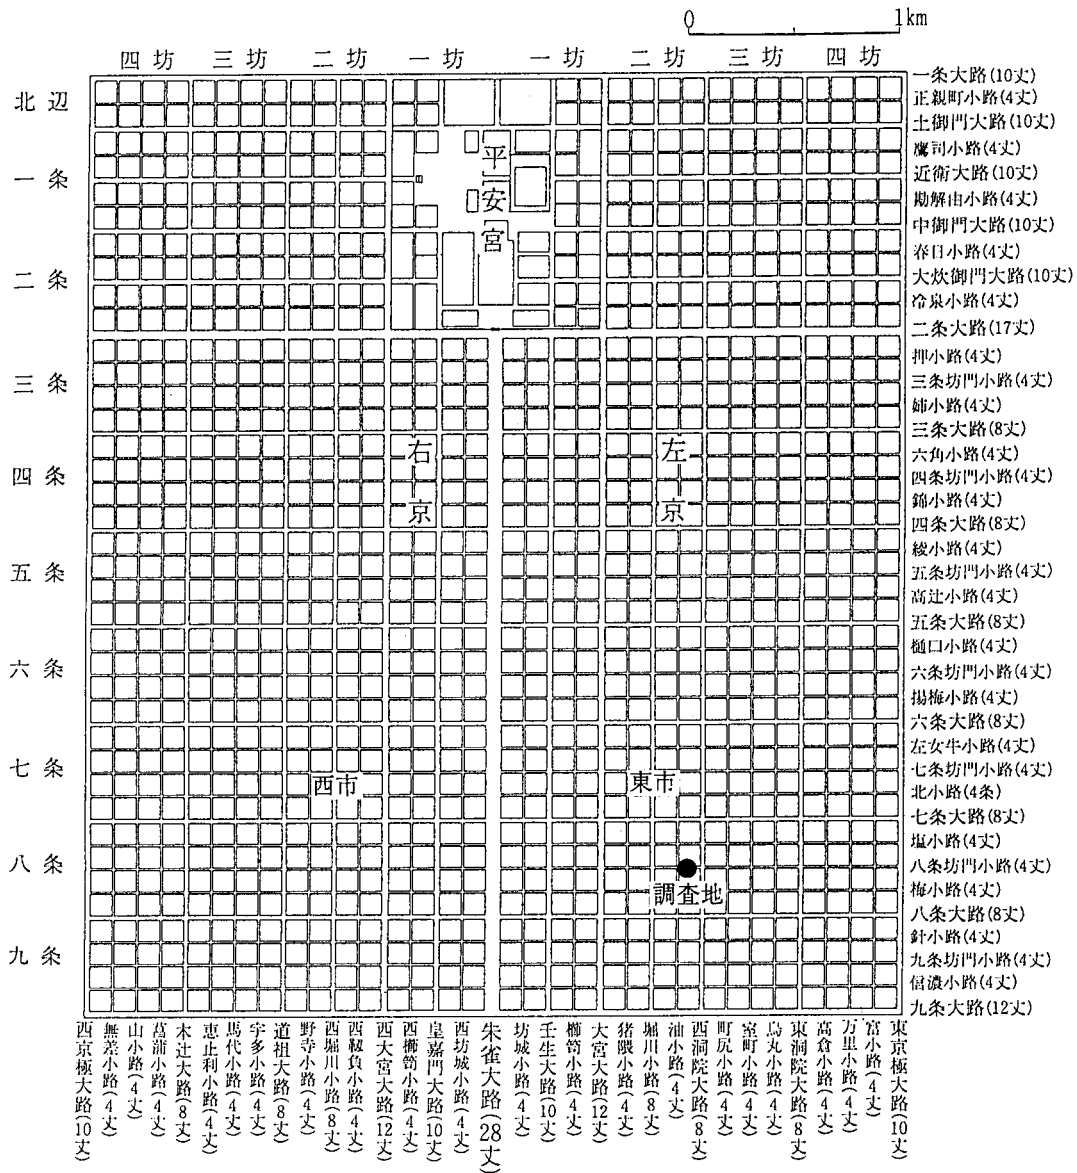 0 1km
四坊 三坊 二坊 一坊 一坊 二坊 三坊 四坊
北辺
一条
二条
三条
四条
五条
六条
七条
八条
九条
平安宮
右京
左京
西市
東市
調査地
一条大路(10丈)
正親町小路(4丈)
土御門大路(10丈)
鷹司小路(4丈)
近衛大路(10丈)
勘解由小路(4丈)
中御門大路(10丈)
春日小路(4丈)
大炊御門大路(10丈)
冷泉小路(4丈)
二条大路(17丈)
押小路(4丈)
三条坊門小路(4丈)
姉小路(4丈)
三条大路(8丈)
六角小路(4丈)
四条坊門小路(4丈)
錦小路(4丈)
四条大路(8丈)
綾小路(4丈)
五条坊門小路(4丈)
高辻小路(4丈)
五条大路(8丈)
樋口小路(4丈)
六条坊門小路(4丈)
揚梅小路(4丈)
六条大路(8丈)
左女牛小路(4丈)
七条坊門小路(4丈)
北小路(4条)
七条大路(8丈)
塩小路(4丈)
八条坊門小路(4丈)
梅小路(4丈)
八条大路(8丈)
針小路(4丈)
九条坊門小路(4丈)
信濃小路(4丈)
九条大路(12丈)
西京極大路(10丈)
無差小路(4丈)
山小路(4丈)
菖蒲小路(4丈)
木辻大路(8丈)
恵止利小路(4丈)
馬代小路(4丈)
宇多小路(4丈)
道祖大路(8丈)
野寺小路(4丈)
西堀川小路(8丈)
西靱負小路(4丈)
西大宮大路(12丈)
西櫛笥小路(4丈)
皇嘉門大路(10丈)
西坊城小路(4丈)
朱雀大路(28丈)
坊城小路(4丈)
壬生大路(10丈)
櫛笥小路(4丈)
大宮大路(12丈)
猪隈小路(4丈)
堀川小路(8丈)
油小路(4丈)
西洞院大路(8丈)
町尻小路(4丈)
室町小路(4丈)
烏丸小路(4丈)
東洞院大路(8丈)
高倉小路(4丈)
万里小路(4丈)
富小路(4丈)
東京極大路(10丈)